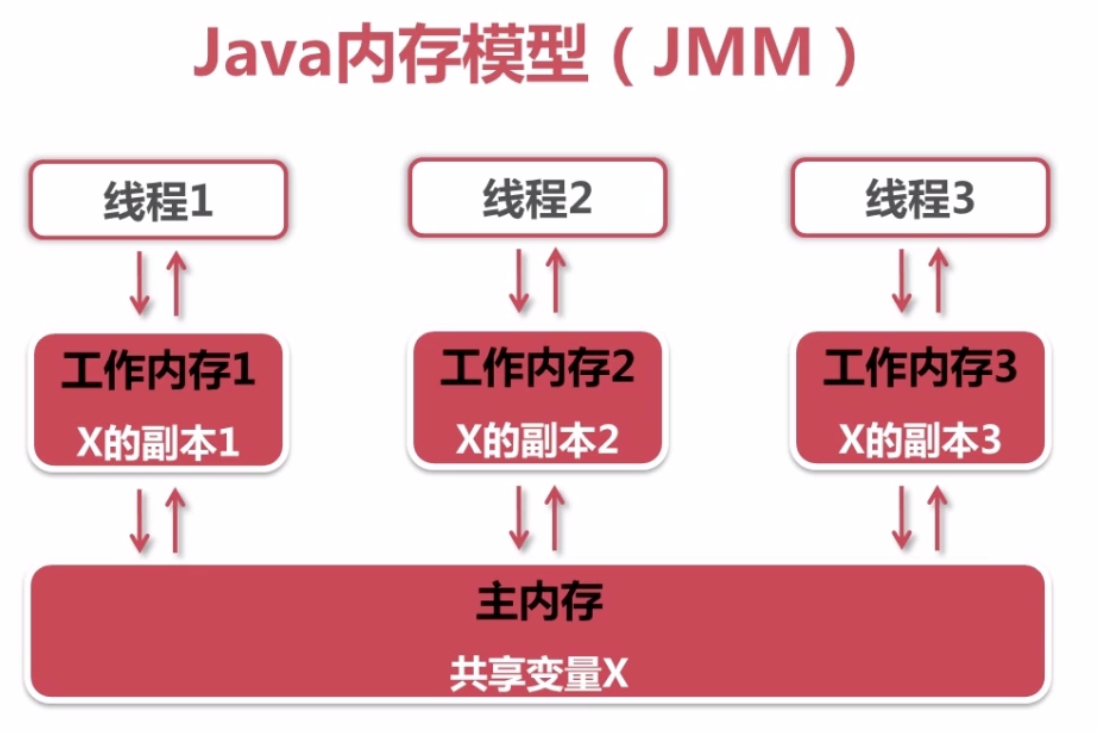 Java内存模型（JMM）
线程1
线程2
线程3
工作内存1
X的副本1
工作内存2
X的副本2
工作内存3
X的副本3
主内存
共享变量X